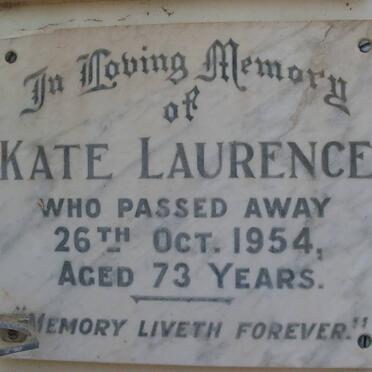 In Loving Memory
of
KATE LAURENCE
WHO PASSED AWAY
26TH OCT. 1954,
AGED 73 YEARS.
"MEMORY LIVETH FOREVER."